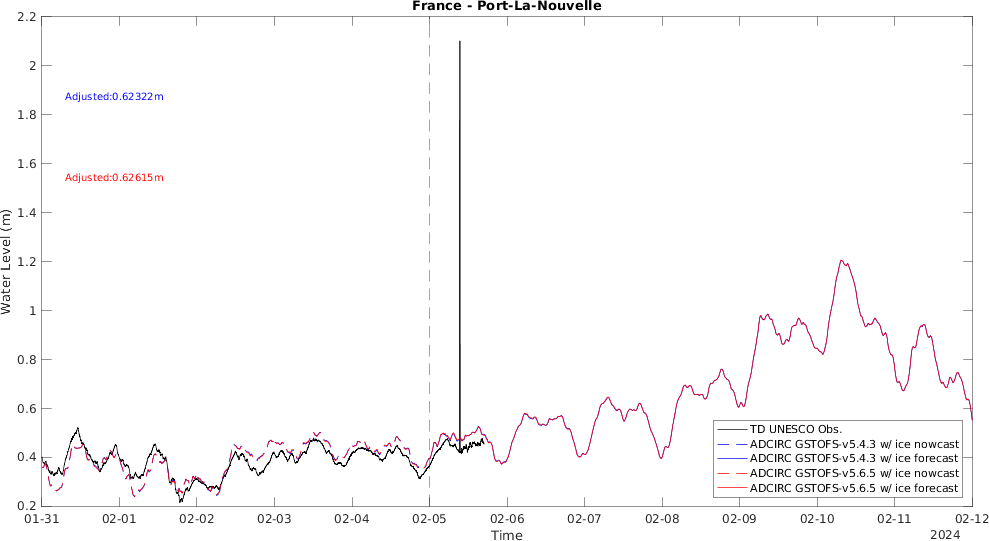 France - Port-La-Nouvelle
2.2
2
1.8
1.6
1.4
1.2
1
0.8
0.6
0.4
0.2
Water Level (m)
Adjusted:0.62322m
Adjusted:0.62615m
TD UNESCO Obs.
ADCIRC GSTOFS-v5.4.3 w/ ice nowcast
ADCIRC GSTOFS-v5.4.3 w/ ice forecast
ADCIRC GSTOFS-v5.6.5 w/ ice nowcast
ADCIRC GSTOFS-v5.6.5 w/ ice forecast
01-31 02-01 02-02 02-03 02-04 02-05 02-06 02-07 02-08 02-09 02-10 02-11 02-12
Time
2024